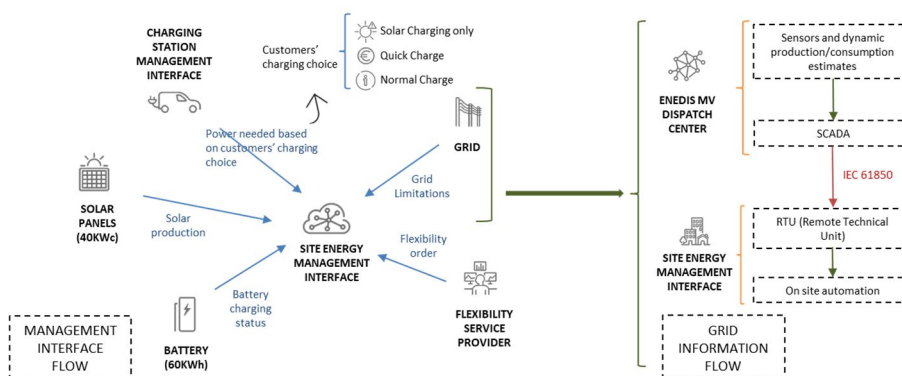 CHARGING
STATION
MANAGEMENT
INTERFACE
Customers'
charging choice
Solar Charging only
Quick Charge
Normal Charge
Power needed based
on customers' charging
choice
GRID
Grid
Limitations
SOLAR
PANELS
(40KWc)
Solar
production
SITE ENERGY
MANAGEMENT
INTERFACE
Flexibility
order
Battery
charging
status
BATTERY
(60KWh)
FLEXIBILITY
SERVICE
PROVIDER
MANAGEMENT
INTERFACE
FLOW
ENEDIS MV
DISPATCH
CENTER
Sensors and dynamic
production/consumption
estimates
SCADA
IEC 61850
SITE ENERGY
MANAGEMENT
INTERFACE
RTU (Remote Technical
Unit)
On site automation
GRID
INFORMATION
FLOW